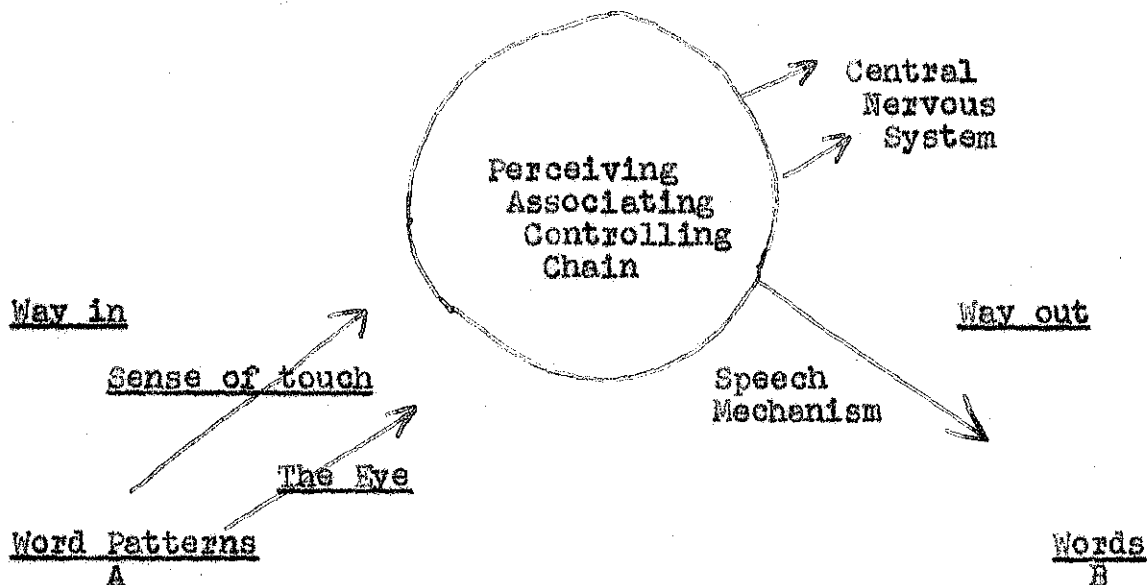 Central
Nervous
System
Perceiving
Associating
Controlling
Chain
Way in
Way out
Sense of touch
Speech
Mechanism
The Eye
Word Patterns
A
Words
B